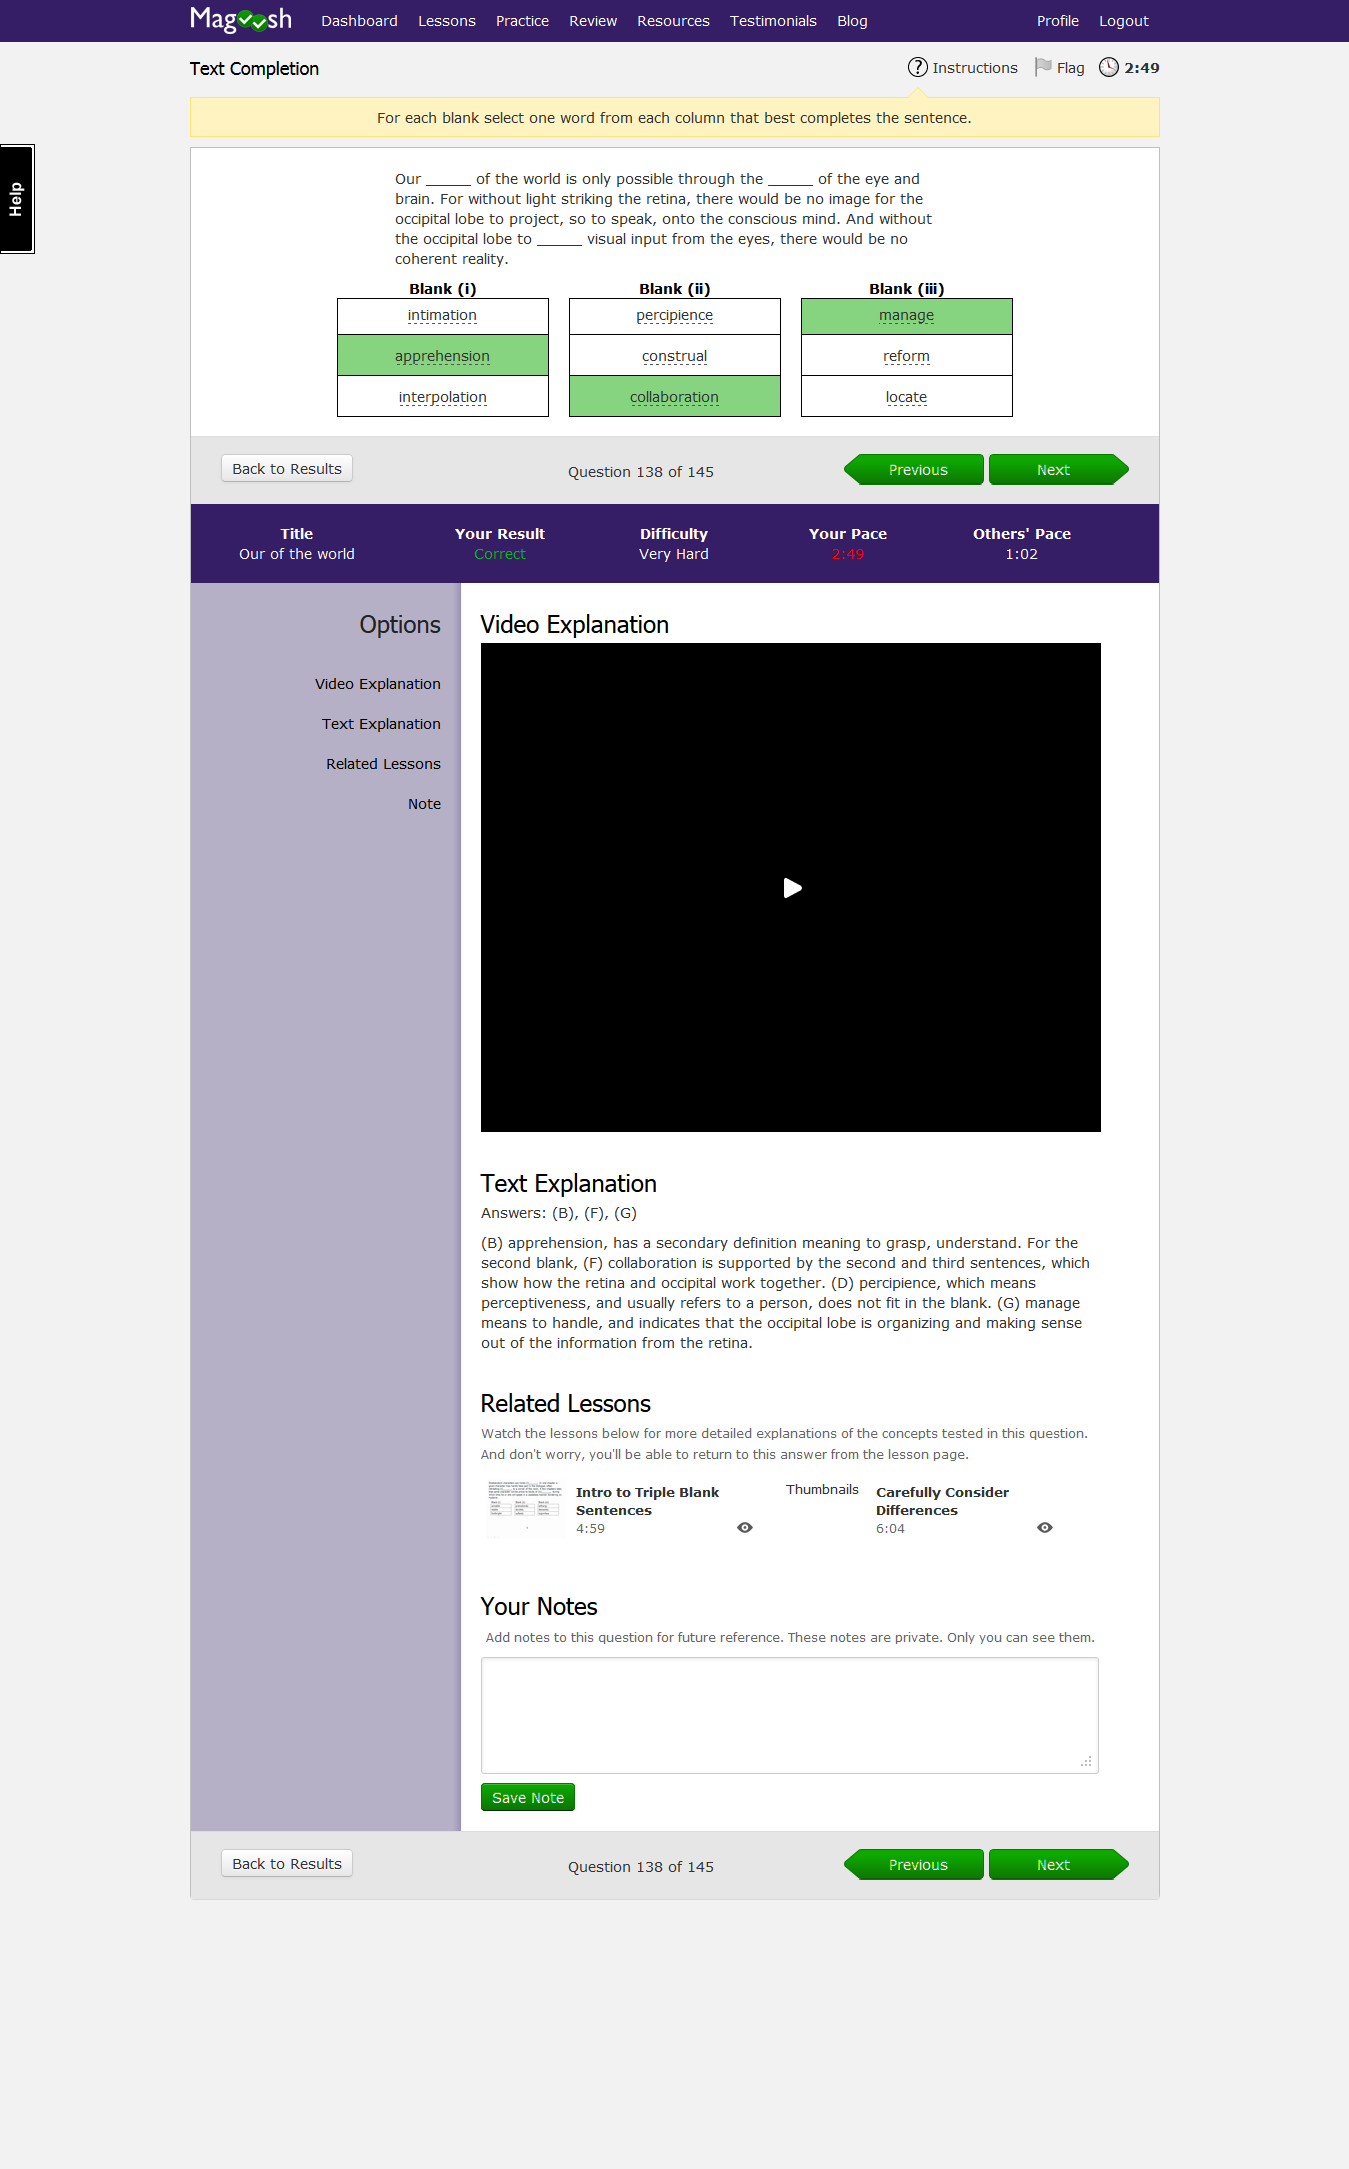 Magoosh Dashboard Lessons Practice Review Resources Testimonials Blog Profile Logout
Text Completion ? Instructions Flag 2:49
For each blank select one word from each column that best completes the sentence.
Help
Our ______ of the world is only possible through the ______ of the eye and
brain. For without light striking the retina, there would be no image for the
occipital lobe to project, so to speak, onto the conscious mind. And without
the occipital lobe to ______ visual input from the eyes, there would be no
coherent reality.
Blank (i) Blank (ii) Blank (iii)
intimation percipience manage
apprehension construal reform
interpolation collaboration locate
Back to Results Question 138 of 145 Previous Next
Title Your Result Difficulty Your Pace Others' Pace
Our of the world Correct Very Hard 2:49 1:02
Options
Video Explanation
Text Explanation
Related Lessons
Note
Video Explanation
Text Explanation
Answers: (B), (F), (G)
(B) apprehension, has a secondary definition meaning to grasp, understand. For the
second blank, (F) collaboration is supported by the second and third sentences, which
show how the retina and occipital work together. (D) percipience, which means
perceptiveness, and usually refers to a person, does not fit in the blank. (G) manage
means to handle, and indicates that the occipital lobe is organizing and making sense
out of the information from the retina.
Related Lessons
Watch the lessons below for more detailed explanations of the concepts tested in this question.
And don't worry, you'll be able to return to this answer from the lesson page.
Intro to Triple Blank
Sentences
4:59
Thumbnails
Carefully Consider
Differences
6:04
Your Notes
Add notes to this question for future reference. These notes are private. Only you can see them.
Save Note
Back to Results Question 138 of 145 Previous Next